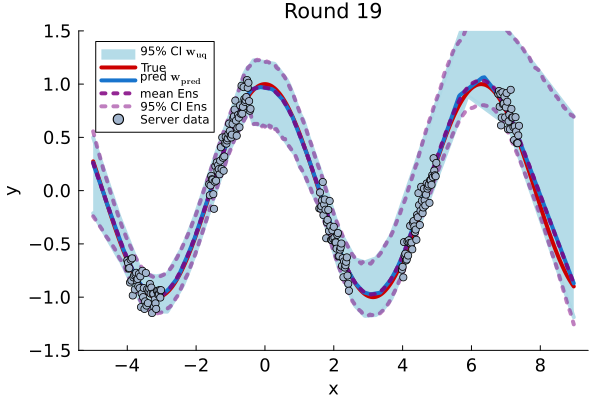 Round 19
95% CI w_uq
True
pred w_pred
mean Ens
95% CI Ens
Server data
y
1.5
1.0
0.5
0.0
−0.5
−1.0
−1.5
−4 −2 0 2 4 6 8
x